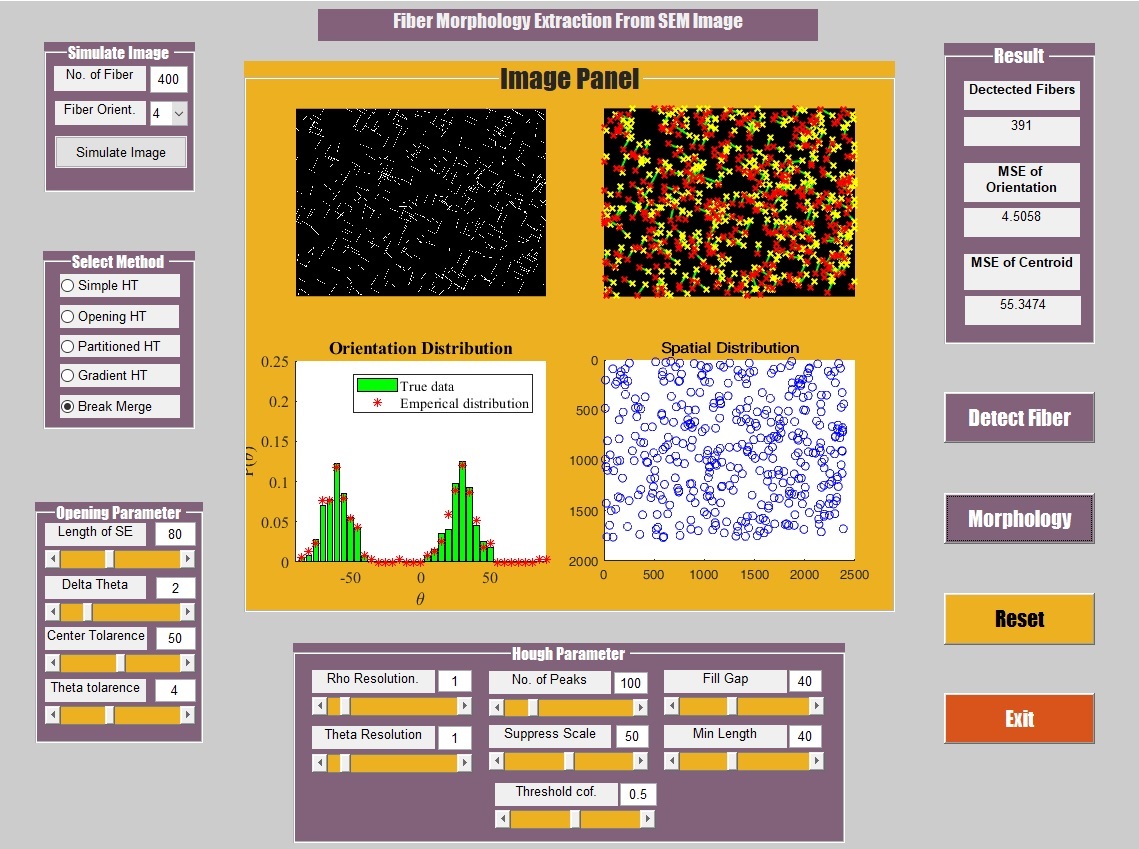 Fiber Morphology Extraction From SEM Image
Simulate Image
No. of Fiber 400
Fiber Orient. 4
Simulate Image
Select Method
Simple HT
Opening HT
Partitioned HT
Gradient HT
Break Merge
Opening Parameter
Length of SE 80
Delta Theta 2
Center Tolarence 50
Theta tolarence 4
Image Panel
Orientation Distribution
0.25
0.2
0.15
0.1
0.05
0
True data
Emperical distribution
-50 0 50
θ
Spatial Distribution
0
500
1000
1500
2000
0 500 1000 1500 2000 2500
Hough Parameter
Rho Resolution. 1
No. of Peaks 100
Fill Gap 40
Theta Resolution 1
Suppress Scale 50
Min Length 40
Threshold cof. 0.5
Result
Dectected Fibers
391
MSE of
Orientation
4.5058
MSE of Centroid
55.3474
Detect Fiber
Morphology
Reset
Exit